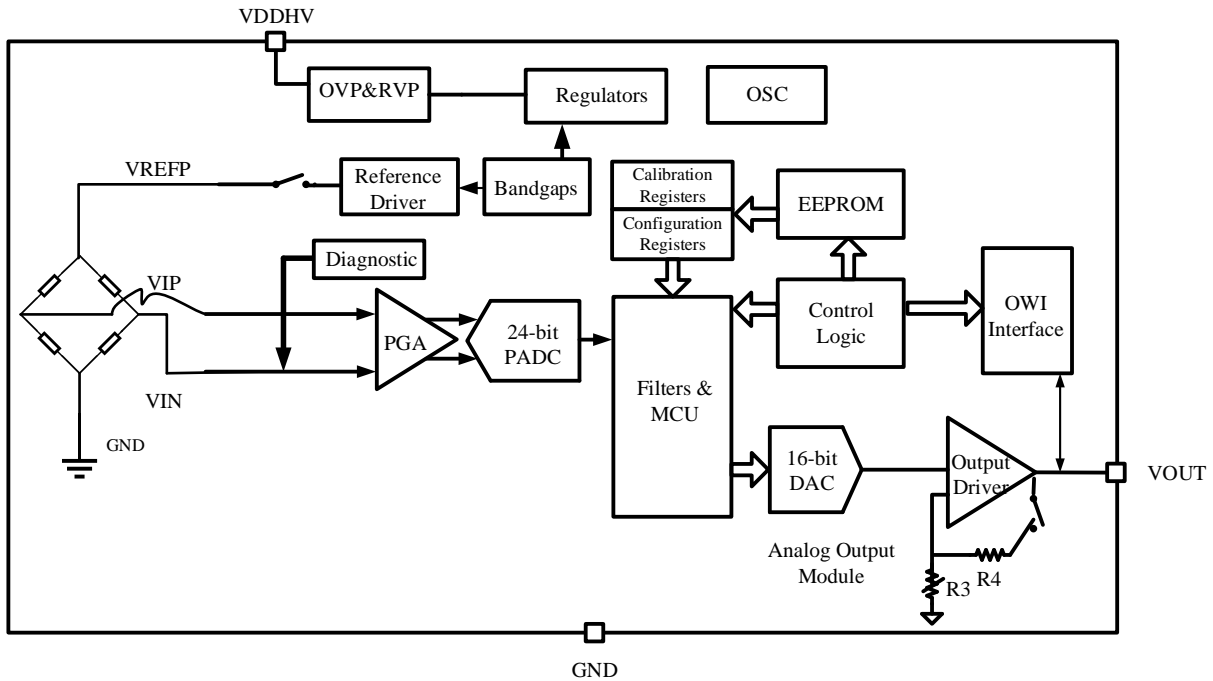 VDDHV
OVP&RVP
Regulators
OSC
VREFP
Reference
Driver
Bandgaps
Calibration
Registers
Configuration
Registers
EEPROM
Diagnostic
VIP
PGA
24-bit
PADC
Filters &
MCU
Control
Logic
OWI
Interface
VIN
GND
16-bit
DAC
Output
Driver
VOUT
Analog Output
Module
R4
R3
GND